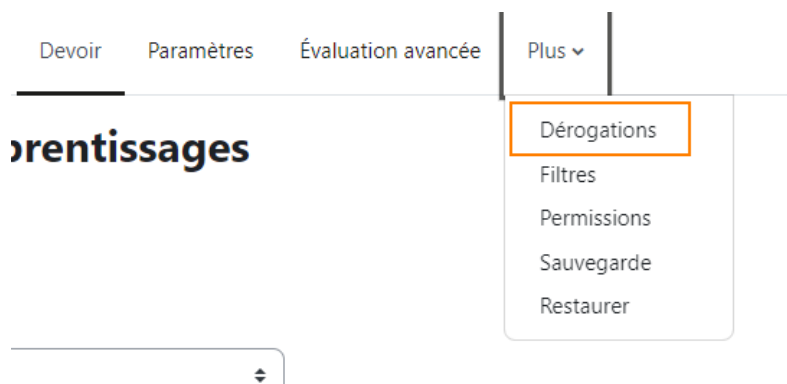 Devoir Paramètres Évaluation avancée Plus
Dérogations
prentissages
Filtres
Permissions
Sauvegarde
Restaurer